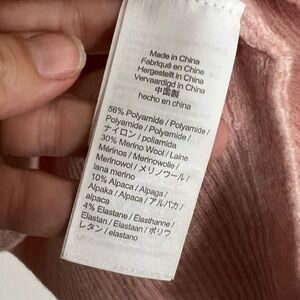 Made in China
Fabriqué en Chine
Hergestellt in China
Vervaardigd in China
中国製
hecho en china
56% Polyamide / Polyamide /
Polyamide / Polyamide /
ナイロン / poliamida
30% Merino Wool / Laine
Mérinos / Merinowolle /
Merinowol / メリノウール /
lana merino
10% Alpaca / Alpaga /
Alpaka / Alpaca / アルパカ /
alpaca
4% Elastane / Élasthanne /
Elastan / Elastaan / ポリウ
レタン / elastano